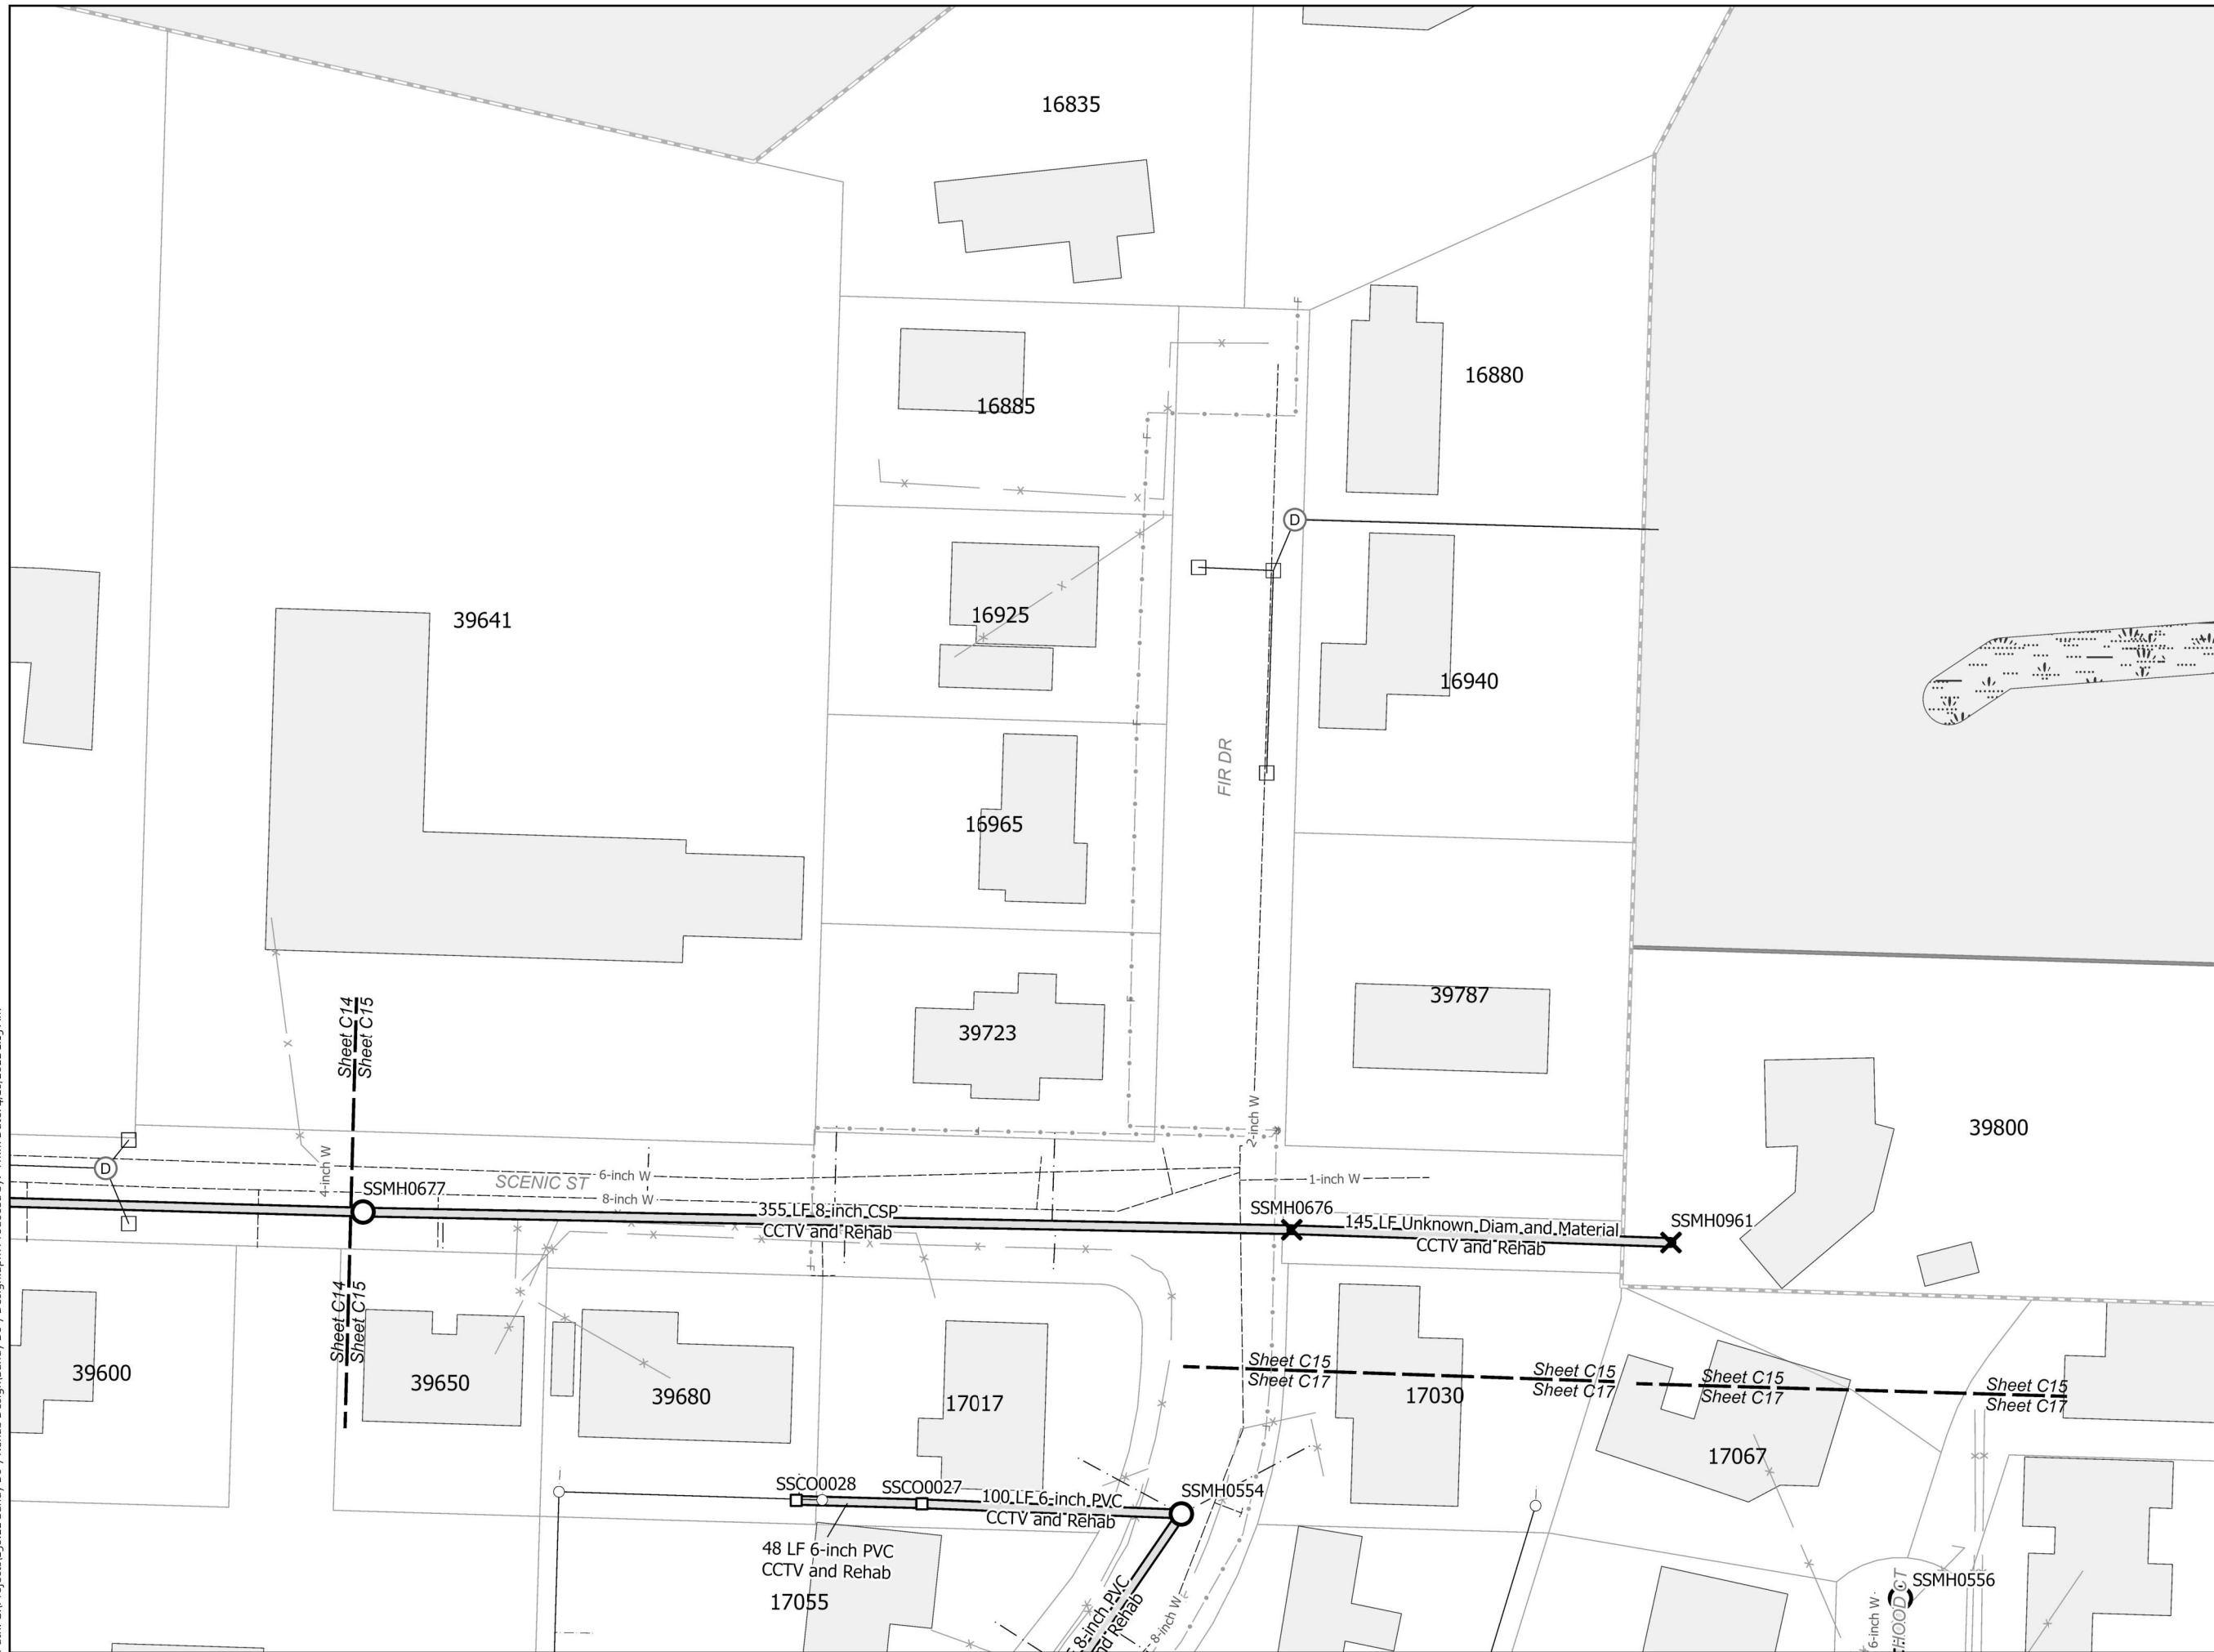 16835
16880
16885
39641
16925
16940
FIR DR
16965
39787
39723
Sheet C14
Sheet C15
39800
2-inch W
4-inch W
SCENIC ST
6-inch W
1-inch W
SSMH0677
8-inch W
355 LF 8-inch CSP
CCTV and Rehab
SSMH0676
145 LF Unknown Diam and Material
CCTV and Rehab
SSMH0961
D
D
Sheet C14
Sheet C15
39600
39650
39680
17017
Sheet C15
Sheet C17
17030
Sheet C15
Sheet C17
Sheet C15
Sheet C17
Sheet C15
Sheet C17
17067
SSCO0028
SSCO0027
100 LF 6-inch PVC
CCTV and Rehab
SSMH0554
48 LF 6-inch PVC
CCTV and Rehab
17055
8-inch PVC
nd Rehab
8-inch W
6-inch W
HOOD CT
SSMH0556